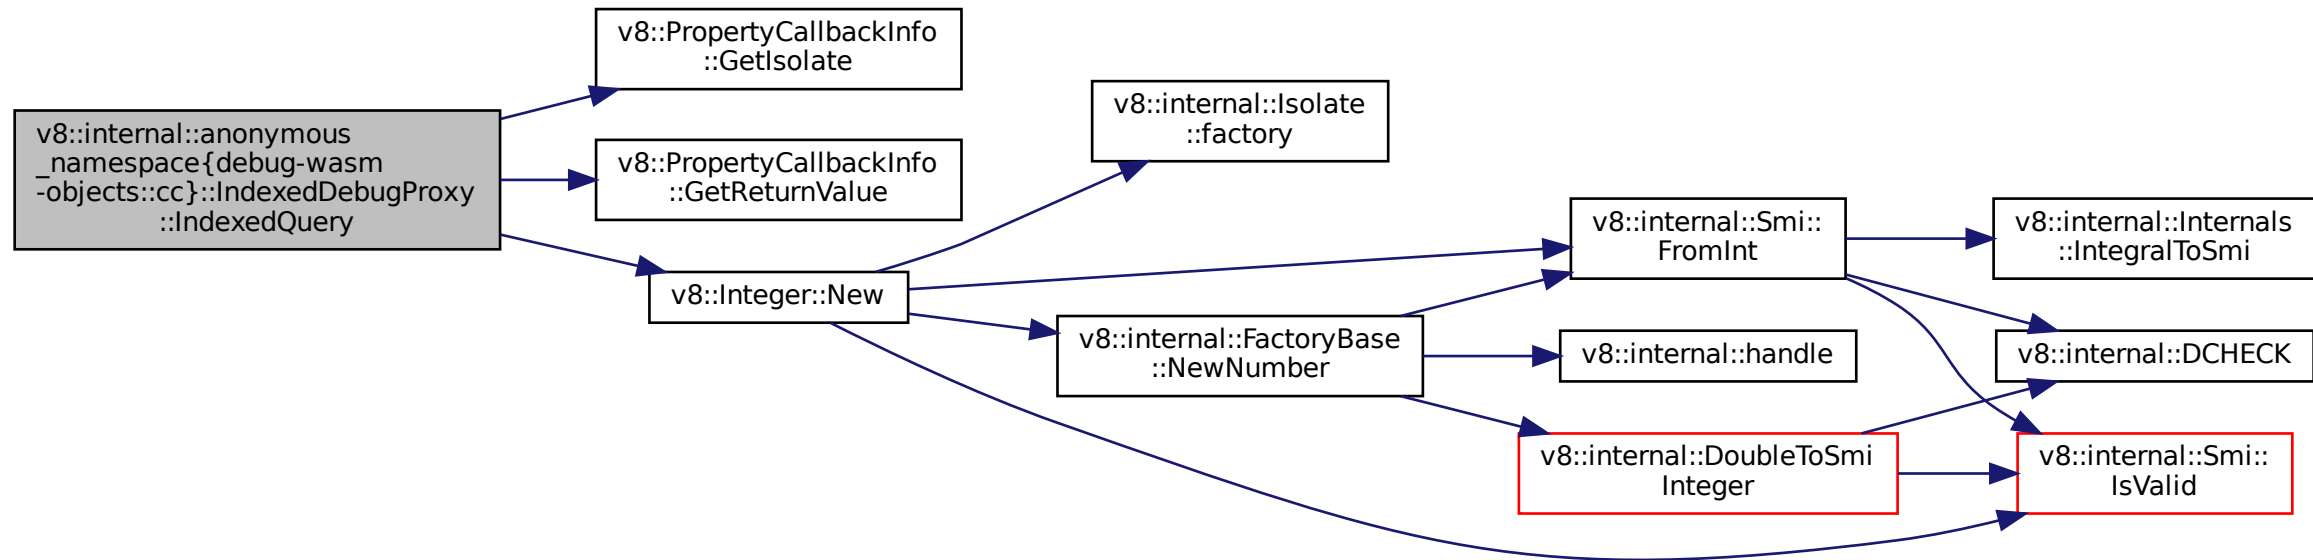 v8::PropertyCallbackInfo
::GetIsolate
v8::internal::anonymous
_namespace{debug-wasm
-objects::cc}::IndexedDebugProxy
::IndexedQuery
v8::PropertyCallbackInfo
::GetReturnValue
v8::Integer::New
v8::internal::Isolate
::factory
v8::internal::FactoryBase
::NewNumber
v8::internal::Smi::
FromInt
v8::internal::handle
v8::internal::DoubleToSmi
Integer
v8::internal::Internals
::IntegralToSmi
v8::internal::DCHECK
v8::internal::Smi::
IsValid